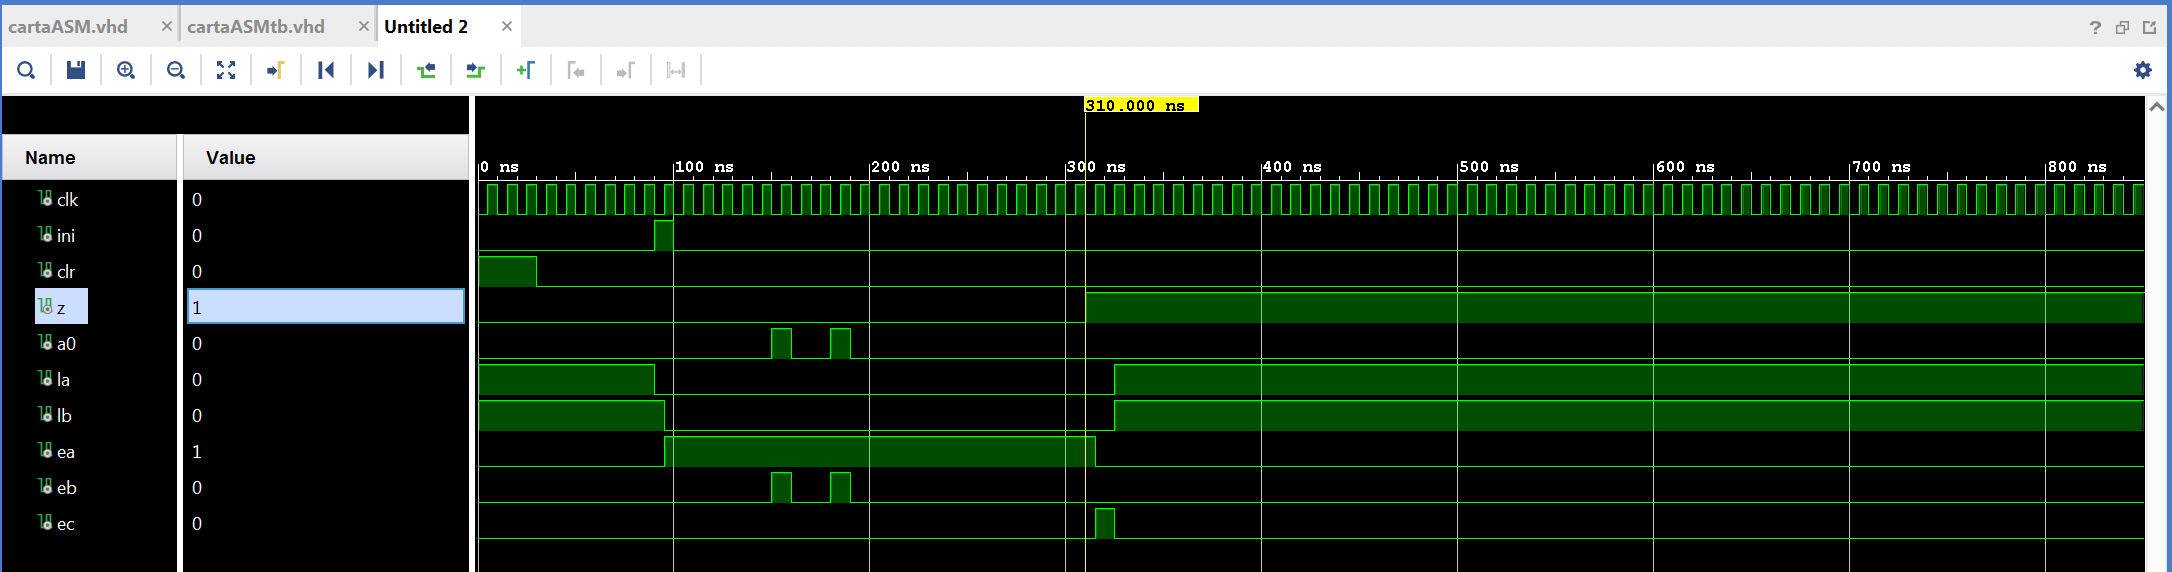 cartaASM.vhd × cartaASMtb.vhd × Untitled 2 × ?
310.000 ns
Name Value 0 ns 100 ns 200 ns 300 ns 400 ns 500 ns 600 ns 700 ns 800 ns
clk 0
ini 0
clr 0
z 1
a0 0
la 0
lb 0
ea 1
eb 0
ec 0